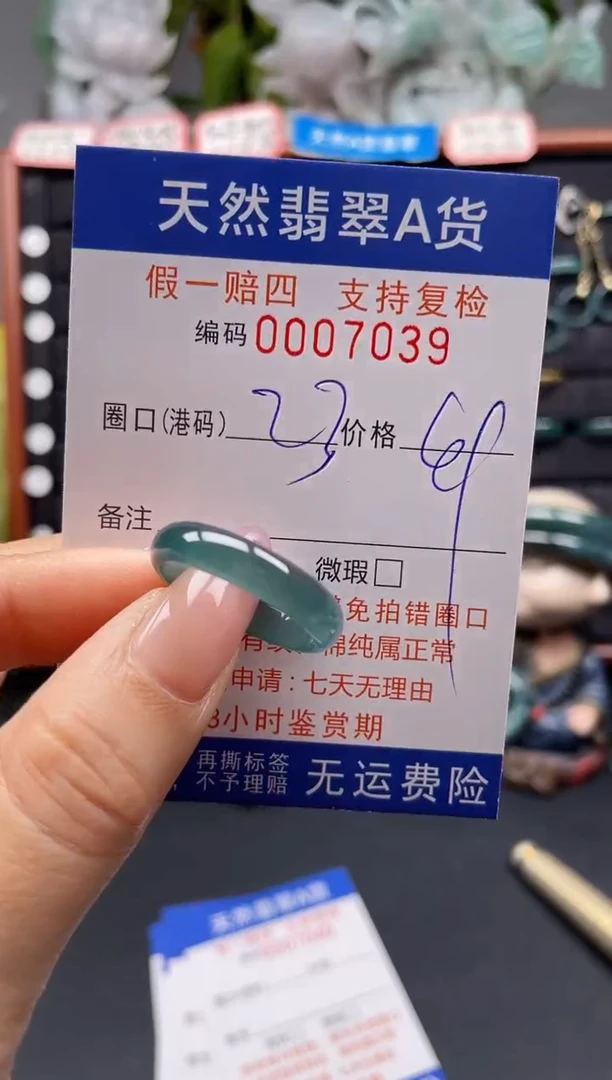 天然翡翠A货
假一赔四 支持复检
编码 0007039
圈口(港码) 23 价格
备注
微瑕□
免拍错圈口
棉纯属正常
申请:七天无理由
小时鉴赏期
再撕标签
不予理赔 无运费险